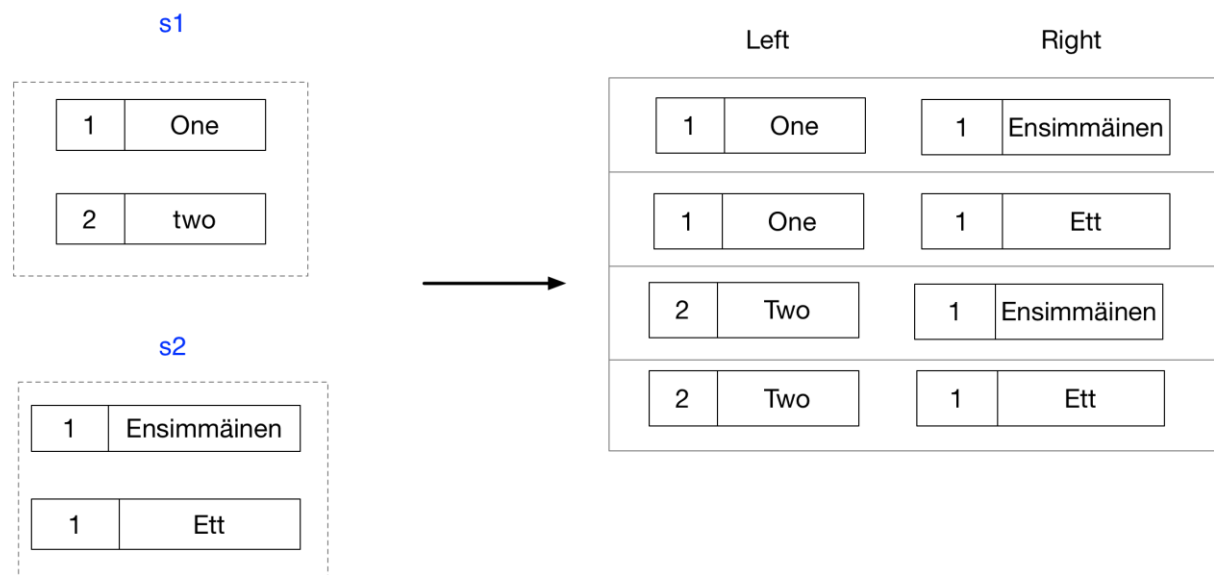 s1
1 One
2 two
s2
1 Ensimmäinen
1 Ett
Left Right
1 One 1 Ensimmäinen
1 One 1 Ett
2 Two 1 Ensimmäinen
2 Two 1 Ett